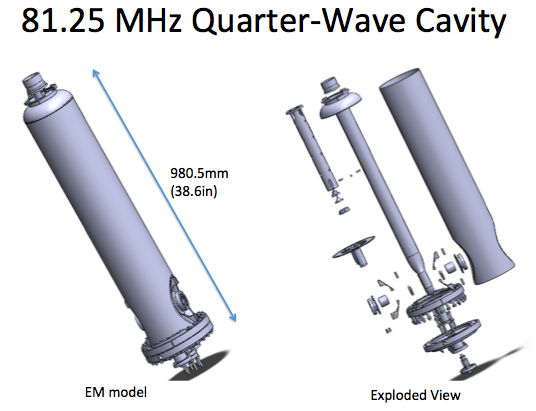 81.25 MHz Quarter-Wave Cavity
980.5mm
(38.6in)
EM model
Exploded View